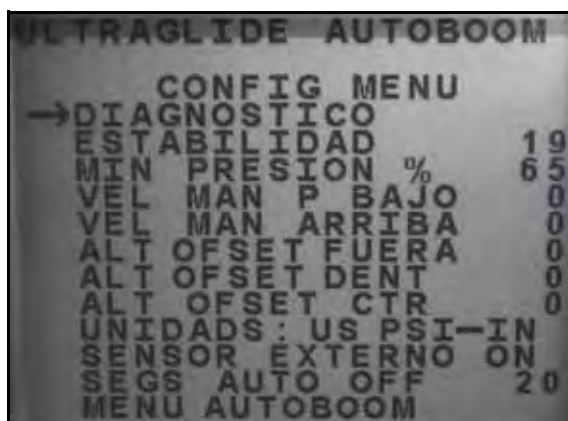 ULTRAGLIDE AUTOBOOM
CONFIG MENU
→DIAGNOSTICO
ESTABILIDAD 19
MIN PRESION % 65
VEL MAN P BAJO 0
VEL MAN ARRIBA 0
ALT OFSET FUERA 0
ALT OFSET DENT 0
ALT OFSET CTR 0
UNIDADS: US PSI-IN
SENSOR EXTERNO ON
SEGS AUTO OFF 20
MENU AUTOBOOM